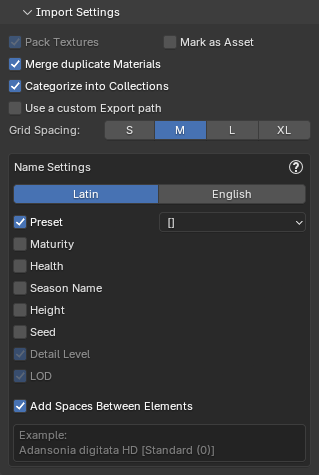 Import Settings
Pack Textures Mark as Asset
Merge duplicate Materials
Categorize into Collections
Use a custom Export path
Grid Spacing: S M L XL
Name Settings ?
Latin English
Preset []
Maturity
Health
Season Name
Height
Seed
Detail Level
LOD
Add Spaces Between Elements
Example:
Adansonia digitata HD [Standard (0)]